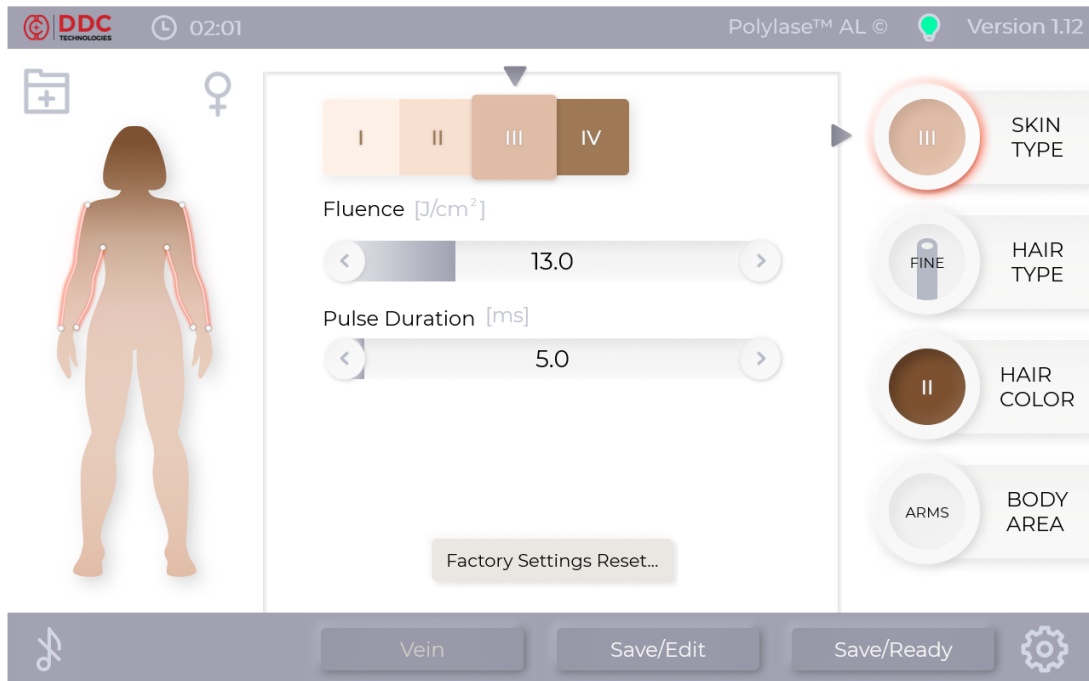 DDC
TECHNOLOGIES
02:01
Polylase™ AL ©
Version 1.12
I II III IV
Fluence [J/cm²]
13.0
Pulse Duration [ms]
5.0
Factory Settings Reset...
III
SKIN
TYPE
FINE
HAIR
TYPE
II
HAIR
COLOR
ARMS
BODY
AREA
Vein
Save/Edit
Save/Ready